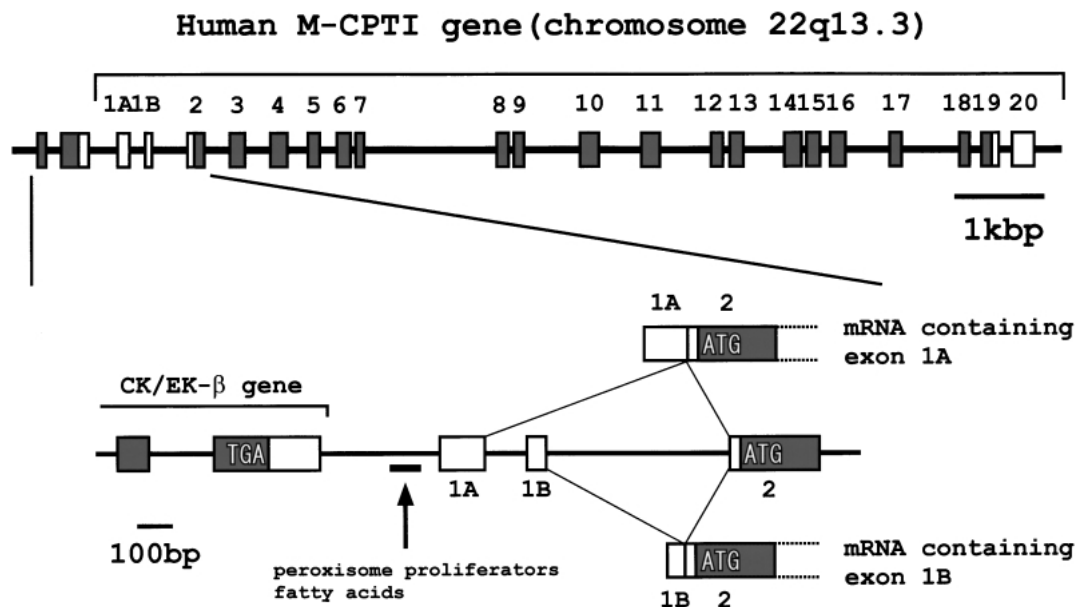 Human M-CPTI gene(chromosome 22q13.3)
1A 1B 2 3 4 5 6 7 8 9 10 11 12 13 14 15 16 17 18 19 20
1kbp
1A 2
ATG
mRNA containing
exon 1A
CK/EK-β gene
TGA
ATG
1A 1B 2
100bp
peroxisome proliferators
fatty acids
ATG
mRNA containing
exon 1B
1B 2